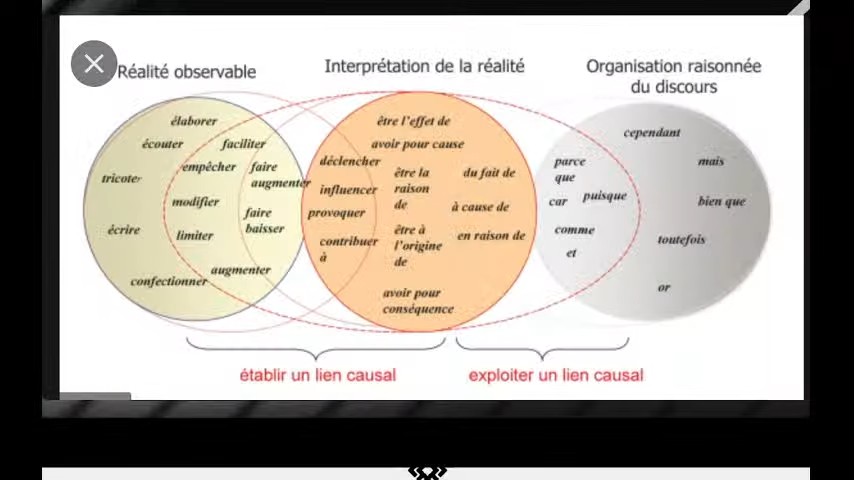 Réalité observable
Interprétation de la réalité
Organisation raisonnée
du discours
élaborer
écouter
faciliter
empêcher
faire
augmenter
tricoter
modifier
faire
baisser
écrire
limiter
augmenter
confectionner
être l'effet de
avoir pour cause
déclencher
être la
raison
de
du fait de
influencer
provoquer
à cause de
être à
l'origine
de
en raison de
contribuer
à
avoir pour
conséquence
cependant
parce
que
mais
car
puisque
bien que
comme
toutefois
et
or
établir un lien causal
exploiter un lien causal